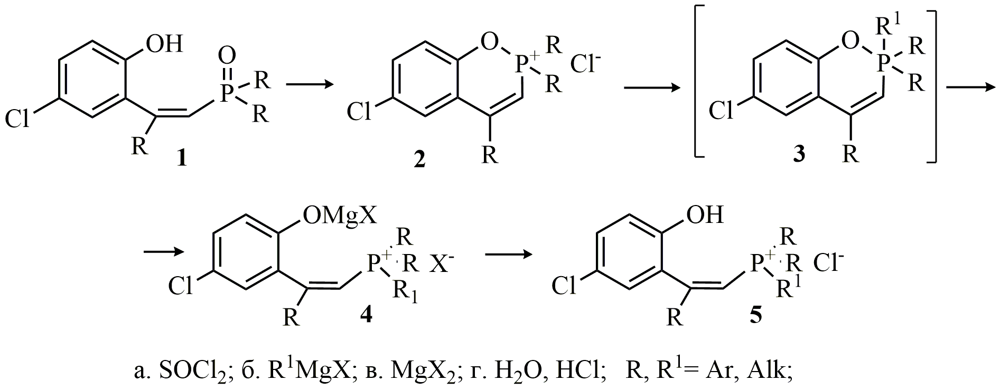 OH O R P R Cl R 1
O P+ R R Cl- Cl R 2
R1 O P R R Cl R 3
OMgX P+ R R R1 X- Cl R 4
OH P+ R R R1 Cl- Cl R 5
а. SOCl2; б. R1MgX; в. MgX2; г. H2O, HCl; R, R1= Ar, Alk;